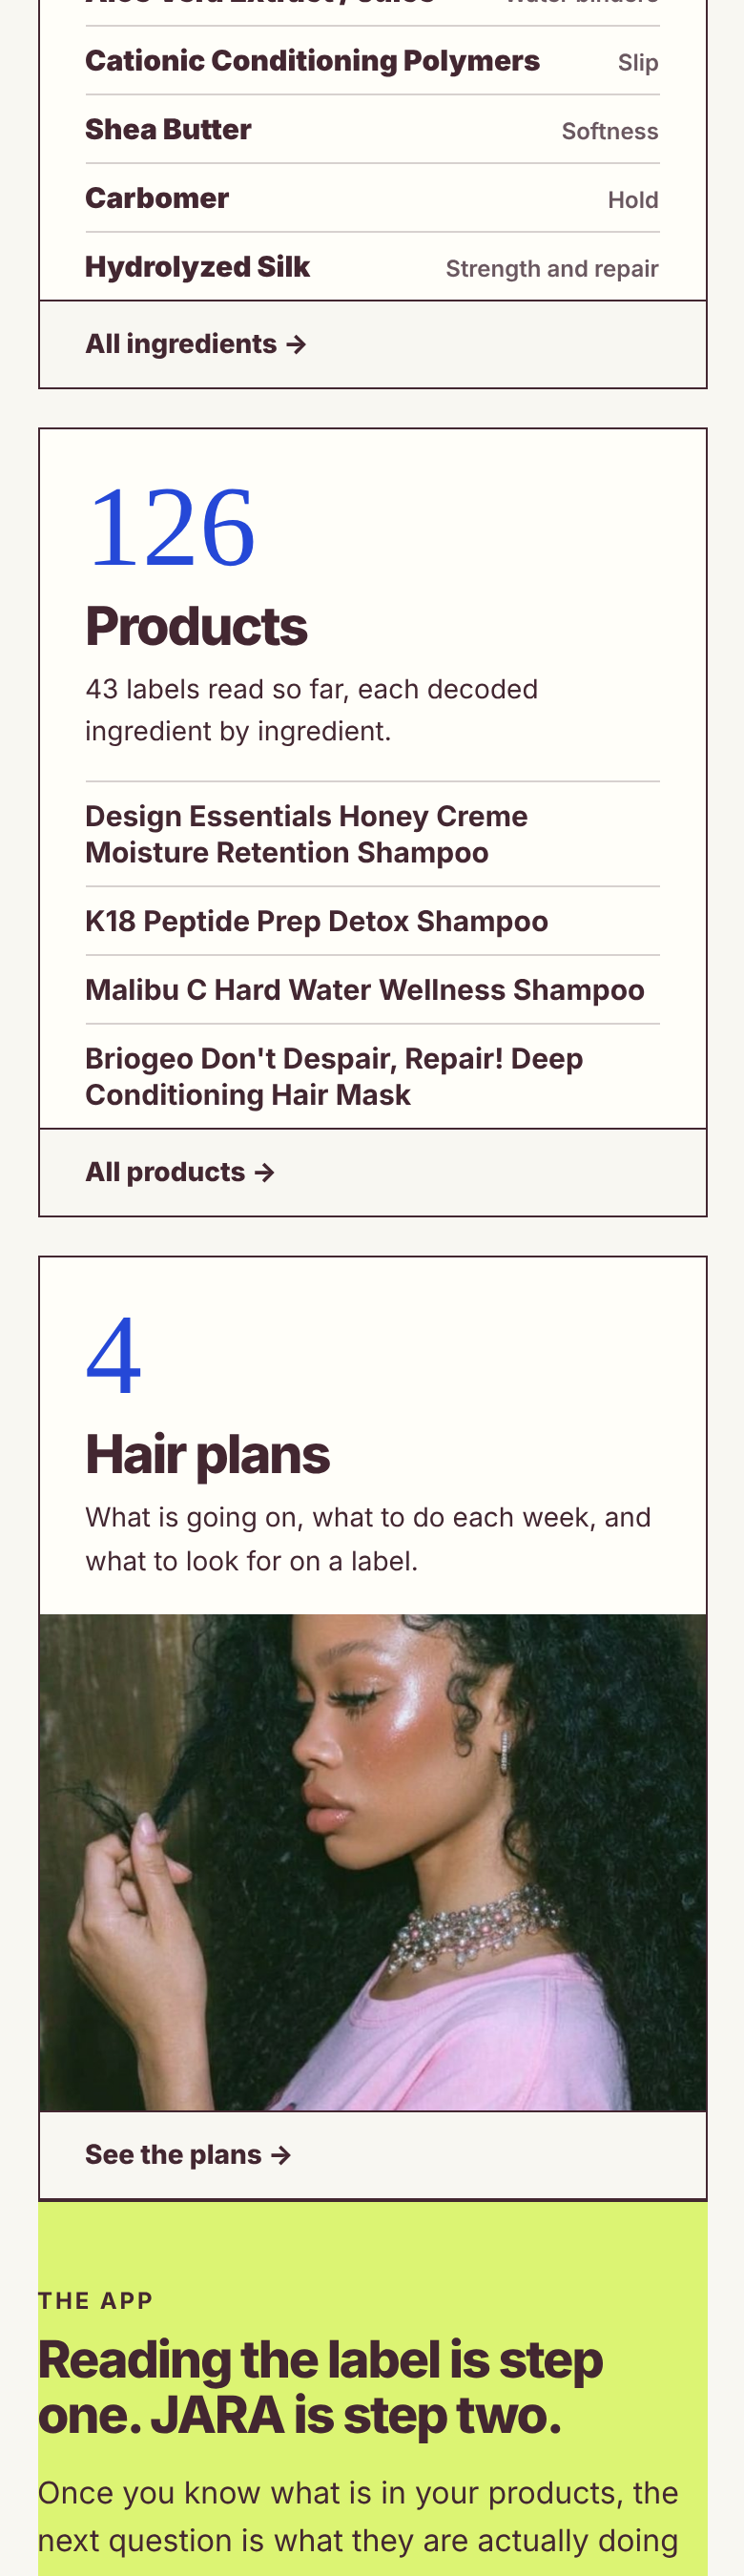 Cationic Conditioning Polymers Slip
Shea Butter Softness
Carbomer Hold
Hydrolyzed Silk Strength and repair
All ingredients →
126
Products
43 labels read so far, each decoded
ingredient by ingredient.
Design Essentials Honey Creme
Moisture Retention Shampoo
K18 Peptide Prep Detox Shampoo
Malibu C Hard Water Wellness Shampoo
Briogeo Don't Despair, Repair! Deep
Conditioning Hair Mask
All products →
4
Hair plans
What is going on, what to do each week, and
what to look for on a label.
See the plans →
THE APP
Reading the label is step
one. JARA is step two.
Once you know what is in your products, the
next question is what they are actually doing